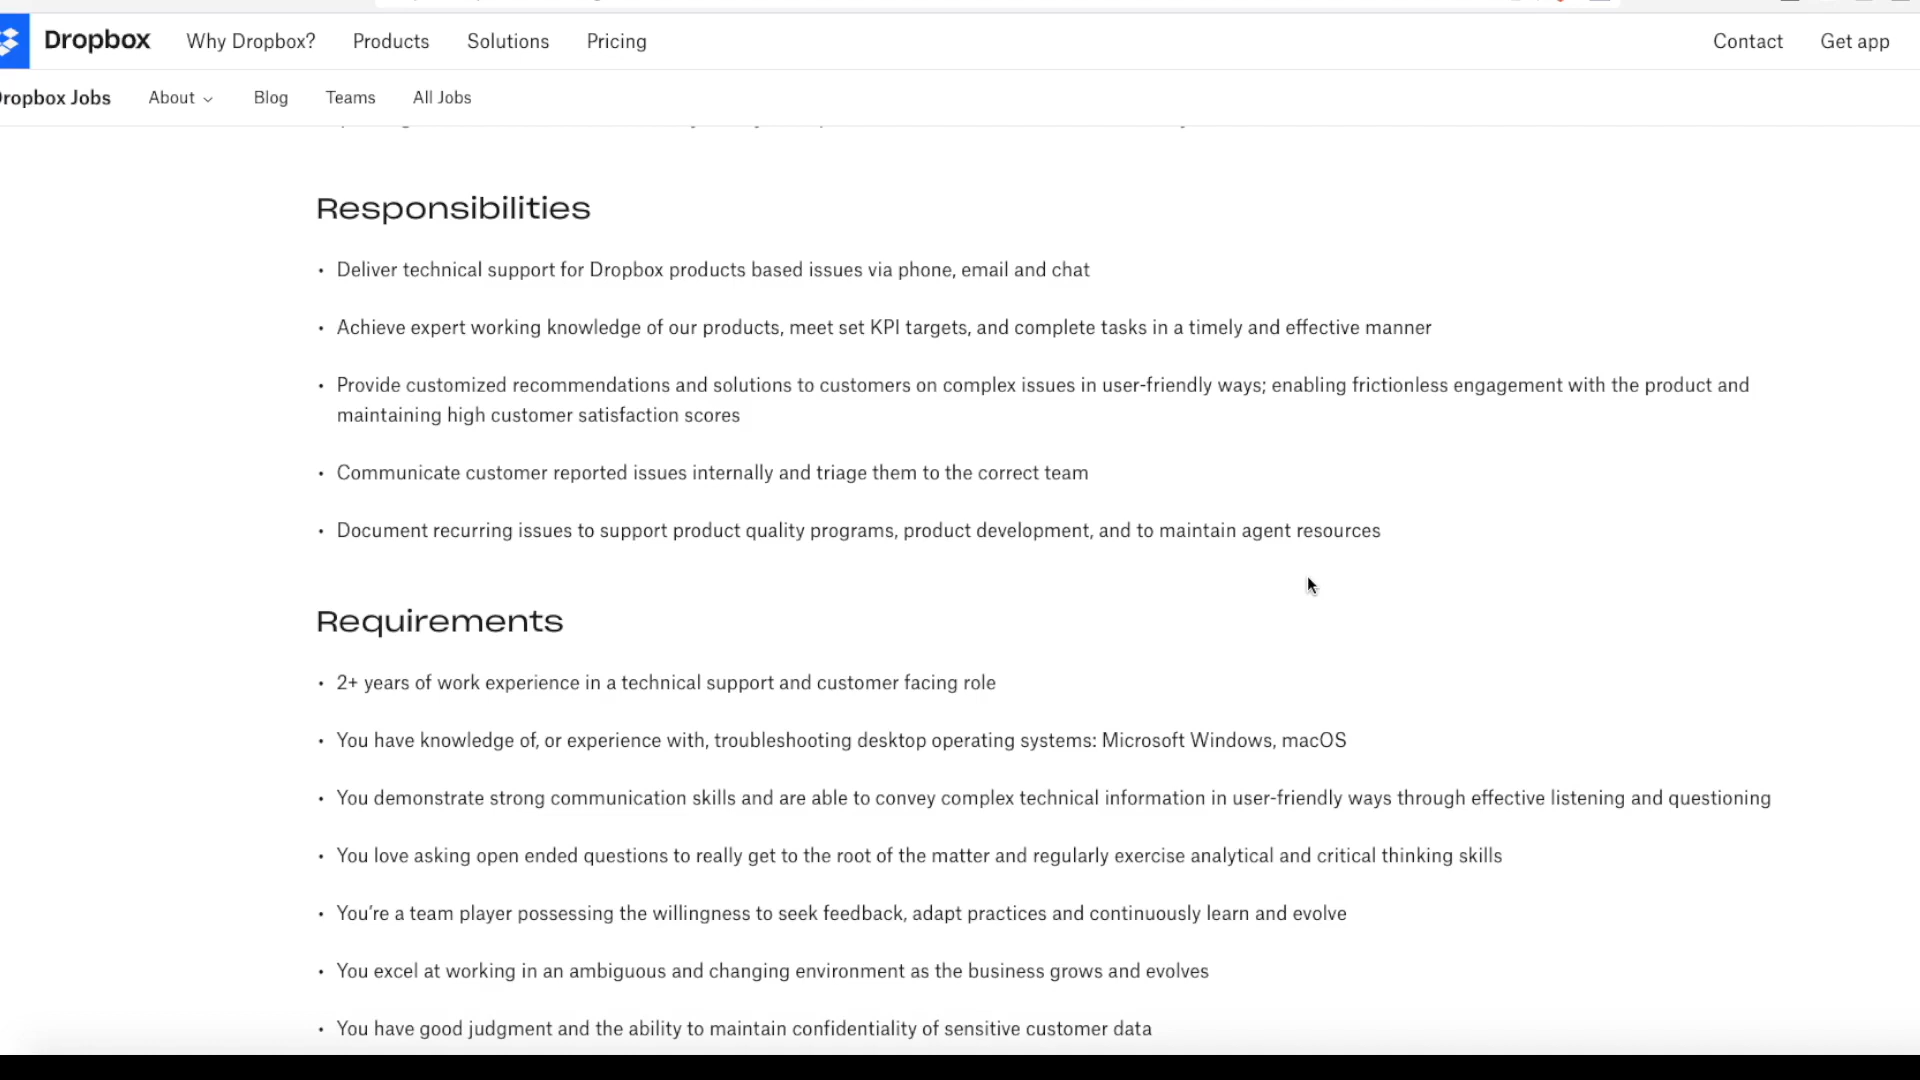 Dropbox Why Dropbox? Products Solutions Pricing Contact Get app
Dropbox Jobs About Blog Teams All Jobs
Responsibilities
• Deliver technical support for Dropbox products based issues via phone, email and chat
• Achieve expert working knowledge of our products, meet set KPI targets, and complete tasks in a timely and effective manner
• Provide customized recommendations and solutions to customers on complex issues in user-friendly ways; enabling frictionless engagement with the product and
maintaining high customer satisfaction scores
• Communicate customer reported issues internally and triage them to the correct team
• Document recurring issues to support product quality programs, product development, and to maintain agent resources
Requirements
• 2+ years of work experience in a technical support and customer facing role
• You have knowledge of, or experience with, troubleshooting desktop operating systems: Microsoft Windows, macOS
• You demonstrate strong communication skills and are able to convey complex technical information in user-friendly ways through effective listening and questioning
• You love asking open ended questions to really get to the root of the matter and regularly exercise analytical and critical thinking skills
• You're a team player possessing the willingness to seek feedback, adapt practices and continuously learn and evolve
• You excel at working in an ambiguous and changing environment as the business grows and evolves
• You have good judgment and the ability to maintain confidentiality of sensitive customer data